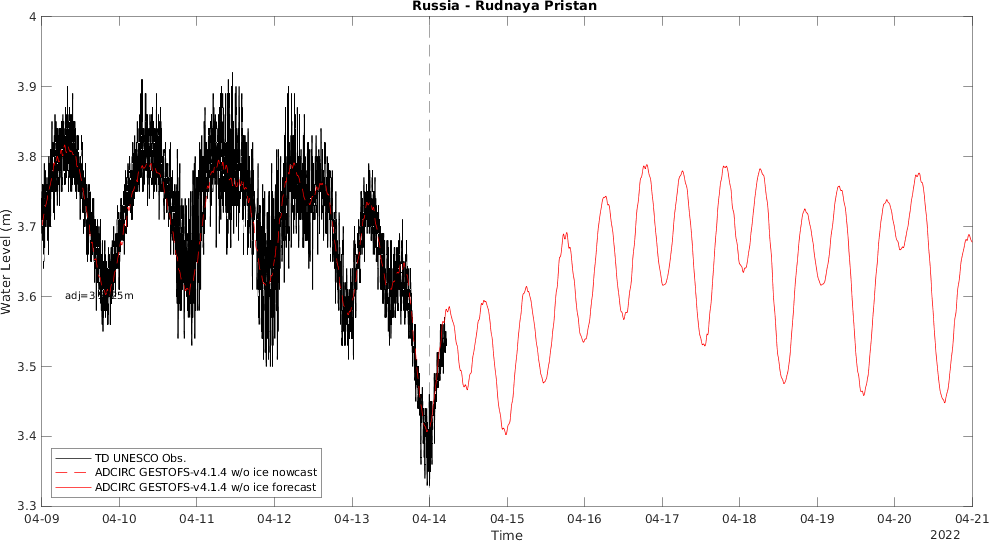 Russia - Rudnaya Pristan
4
3.9
3.8
3.7
3.6
3.5
3.4
3.3
Water Level (m)
TD UNESCO Obs.
ADCIRC GESTOFS-v4.1.4 w/o ice nowcast
ADCIRC GESTOFS-v4.1.4 w/o ice forecast
04-09 04-10 04-11 04-12 04-13 04-14 04-15 04-16 04-17 04-18 04-19 04-20 04-21
Time
2022